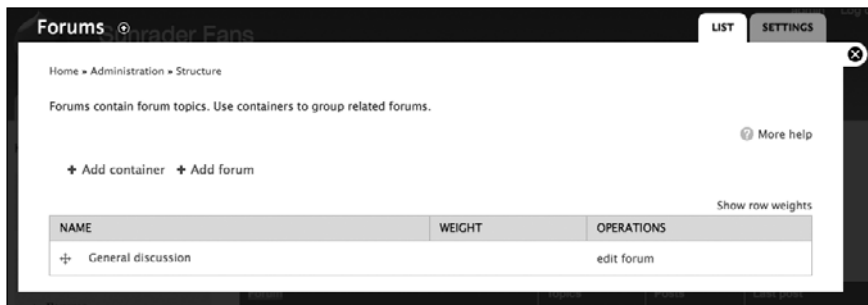 Forums
Sunrader Fans
LIST
SETTINGS
Home » Administration » Structure
Forums contain forum topics. Use containers to group related forums.
More help
+ Add container + Add forum
Show row weights
NAME WEIGHT OPERATIONS
General discussion edit forum
Forum Topics Posts Last post